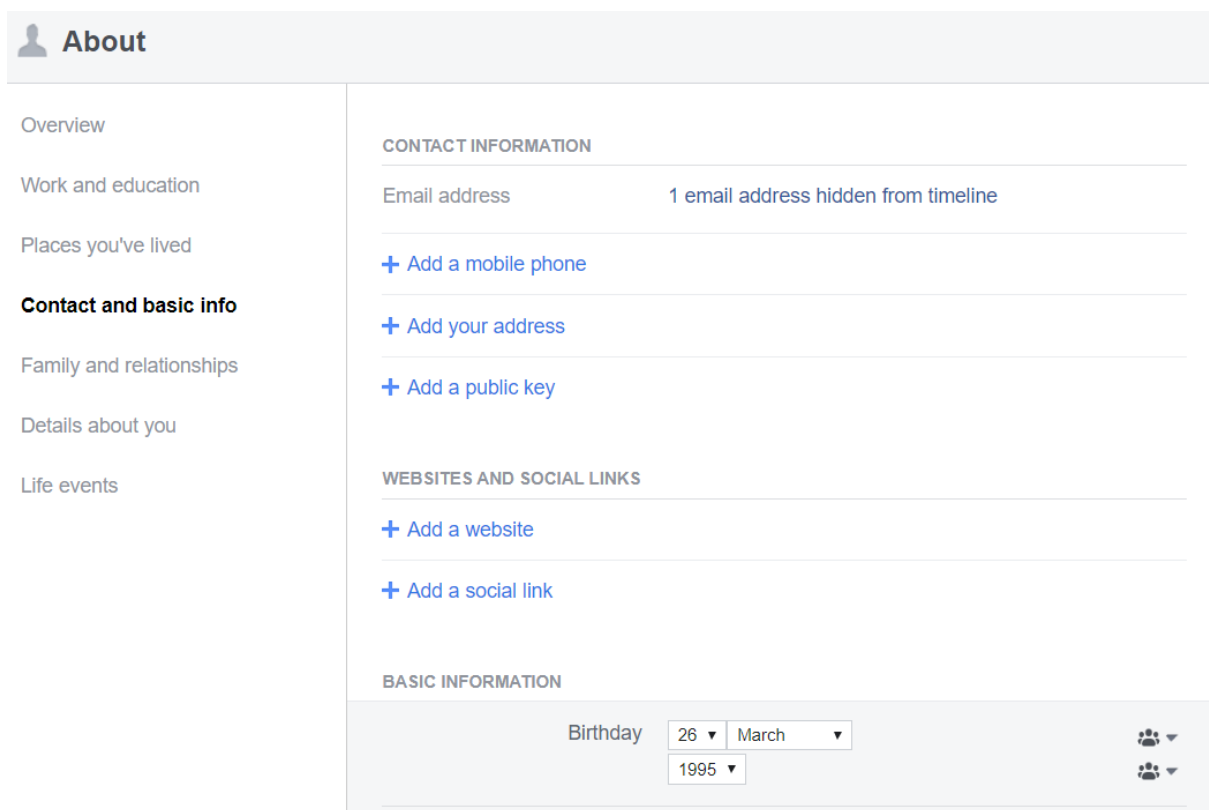 About
Overview
Work and education
Places you've lived
Contact and basic info
Family and relationships
Details about you
Life events
CONTACT INFORMATION
Email address 1 email address hidden from timeline
+ Add a mobile phone
+ Add your address
+ Add a public key
WEBSITES AND SOCIAL LINKS
+ Add a website
+ Add a social link
BASIC INFORMATION
Birthday 26 March
1995